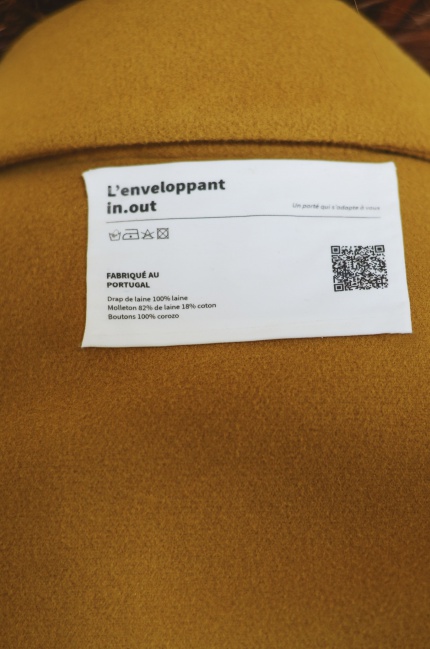 L'enveloppant
in.out
Un porté qui s'adapte à vous
FABRIQUÉ AU
PORTUGAL
Drap de laine 100% laine
Molleton 82% de laine 18% coton
Boutons 100% corozo